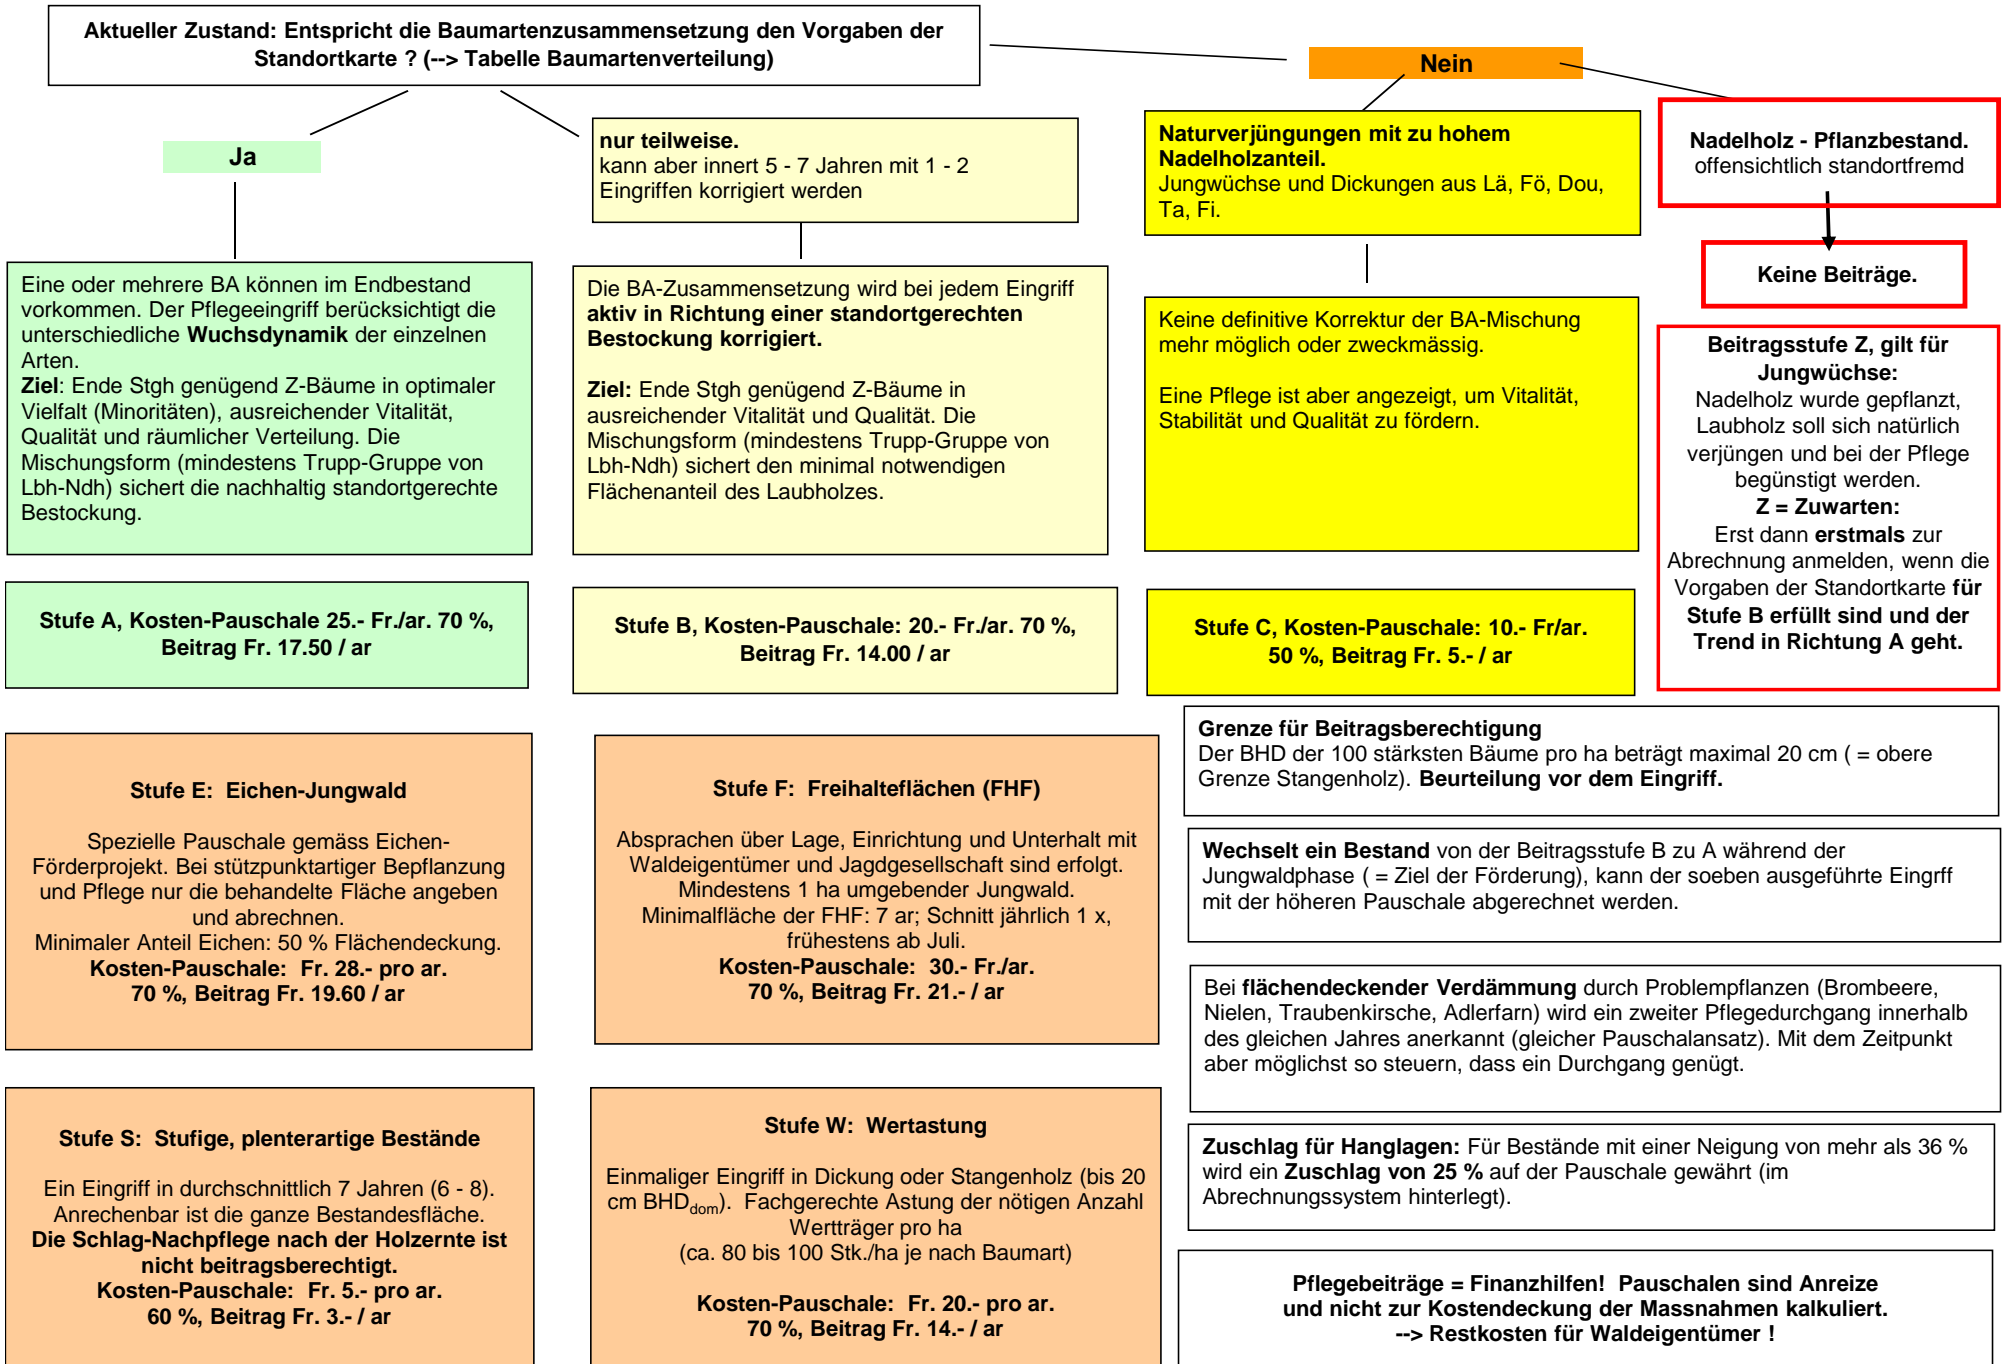 Aktueller Zustand: Entspricht die Baumartenzusammensetzung den Vorgaben der
Standortkarte ? (--> Tabelle Baumartenverteilung)
Nein
Ja
nur teilweise.
kann aber innert 5 - 7 Jahren mit 1 - 2
Eingriffen korrigiert werden
Naturverjüngungen mit zu hohem
Nadelholzanteil.
Jungwüchse und Dickungen aus Lä, Fö, Dou,
Ta, Fi.
Nadelholz - Pflanzbestand.
offensichtlich standortfremd
Keine Beiträge.
Eine oder mehrere BA können im Endbestand
vorkommen. Der Pflegeeingriff berücksichtigt die
unterschiedliche Wuchsdynamik der einzelnen
Arten.
Ziel: Ende Stgh genügend Z-Bäume in optimaler
Vielfalt (Minoritäten), ausreichender Vitalität,
Qualität und räumlicher Verteilung. Die
Mischungsform (mindestens Trupp-Gruppe von
Lbh-Ndh) sichert die nachhaltig standortgerechte
Bestockung.
Die BA-Zusammensetzung wird bei jedem Eingriff
aktiv in Richtung einer standortgerechten
Bestockung korrigiert.
Ziel: Ende Stgh genügend Z-Bäume in
ausreichender Vitalität und Qualität. Die
Mischungsform (mindestens Trupp-Gruppe von
Lbh-Ndh) sichert den minimal notwendigen
Flächenanteil des Laubholzes.
Keine definitive Korrektur der BA-Mischung
mehr möglich oder zweckmässig.
Eine Pflege ist aber angezeigt, um Vitalität,
Stabilität und Qualität zu fördern.
Beitragsstufe Z, gilt für
Jungwüchse:
Nadelholz wurde gepflanzt,
Laubholz soll sich natürlich
verjüngen und bei der Pflege
begünstigt werden.
Z = Zuwarten:
Erst dann erstmals zur
Abrechnung anmelden, wenn die
Vorgaben der Standortkarte für
Stufe B erfüllt sind und der
Trend in Richtung A geht.
Stufe A, Kosten-Pauschale 25.- Fr./ar. 70 %,
Beitrag Fr. 17.50 / ar
Stufe B, Kosten-Pauschale: 20.- Fr./ar. 70 %,
Beitrag Fr. 14.00 / ar
Stufe C, Kosten-Pauschale: 10.- Fr/ar.
50 %, Beitrag Fr. 5.- / ar
Stufe E: Eichen-Jungwald
Spezielle Pauschale gemäss Eichen-
Förderprojekt. Bei stützpunktartiger Bepflanzung
und Pflege nur die behandelte Fläche angeben
und abrechnen.
Minimaler Anteil Eichen: 50 % Flächendeckung.
Kosten-Pauschale: Fr. 28.- pro ar.
70 %, Beitrag Fr. 19.60 / ar
Stufe F: Freihalteflächen (FHF)
Absprachen über Lage, Einrichtung und Unterhalt mit
Waldeigentümer und Jagdgesellschaft sind erfolgt.
Mindestens 1 ha umgebender Jungwald.
Minimalfläche der FHF: 7 ar; Schnitt jährlich 1 x,
frühestens ab Juli.
Kosten-Pauschale: 30.- Fr./ar.
70 %, Beitrag Fr. 21.- / ar
Grenze für Beitragsberechtigung
Der BHD der 100 stärksten Bäume pro ha beträgt maximal 20 cm ( = obere
Grenze Stangenholz). Beurteilung vor dem Eingriff.
Wechselt ein Bestand von der Beitragsstufe B zu A während der
Jungwaldphase ( = Ziel der Förderung), kann der soeben ausgeführte Eingrff
mit der höheren Pauschale abgerechnet werden.
Bei flächendeckender Verdämmung durch Problempflanzen (Brombeere,
Nielen, Traubenkirsche, Adlerfarn) wird ein zweiter Pflegedurchgang innerhalb
des gleichen Jahres anerkannt (gleicher Pauschalansatz). Mit dem Zeitpunkt
aber möglichst so steuern, dass ein Durchgang genügt.
Stufe S: Stufige, plenterartige Bestände
Ein Eingriff in durchschnittlich 7 Jahren (6 - 8).
Anrechenbar ist die ganze Bestandesfläche.
Die Schlag-Nachpflege nach der Holzernte ist
nicht beitragsberechtigt.
Kosten-Pauschale: Fr. 5.- pro ar.
60 %, Beitrag Fr. 3.- / ar
Stufe W: Wertastung
Einmaliger Eingriff in Dickung oder Stangenholz (bis 20
cm BHDdom). Fachgerechte Astung der nötigen Anzahl
Wertträger pro ha
(ca. 80 bis 100 Stk./ha je nach Baumart)
Kosten-Pauschale: Fr. 20.- pro ar.
70 %, Beitrag Fr. 14.- / ar
Zuschlag für Hanglagen: Für Bestände mit einer Neigung von mehr als 36 %
wird ein Zuschlag von 25 % auf der Pauschale gewährt (im
Abrechnungssystem hinterlegt).
Pflegebeiträge = Finanzhilfen! Pauschalen sind Anreize
und nicht zur Kostendeckung der Massnahmen kalkuliert.
--> Restkosten für Waldeigentümer !